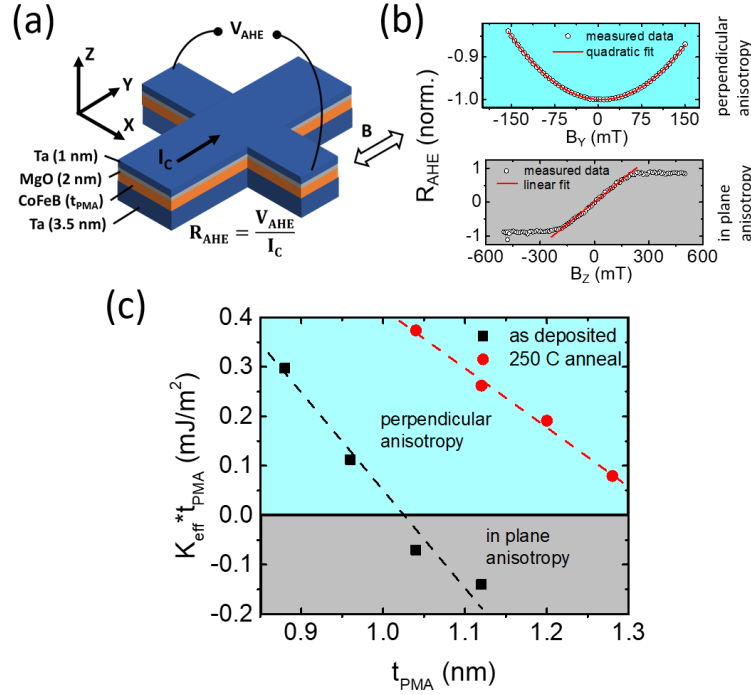 (a)
V_AHE
Z
Y
X
I_C
B
Ta (1 nm)
MgO (2 nm)
CoFeB (t_PMA)
Ta (3.5 nm)
R_AHE = V_AHE / I_C
(b)
R_AHE (norm.)
-0.9
-1.0
measured data
quadratic fit
-150 -75 0 75 150
B_Y (mT)
perpendicular
anisotropy
1
0
-1
measured data
linear fit
-600 -300 0 300 600
B_Z (mT)
in plane
anisotropy
(c)
K_eff*t_PMA (mJ/m²)
0.4
0.3
0.2
0.1
0.0
-0.1
-0.2
as deposited
250 C anneal
perpendicular
anisotropy
in plane
anisotropy
0.9 1.0 1.1 1.2 1.3
t_PMA (nm)